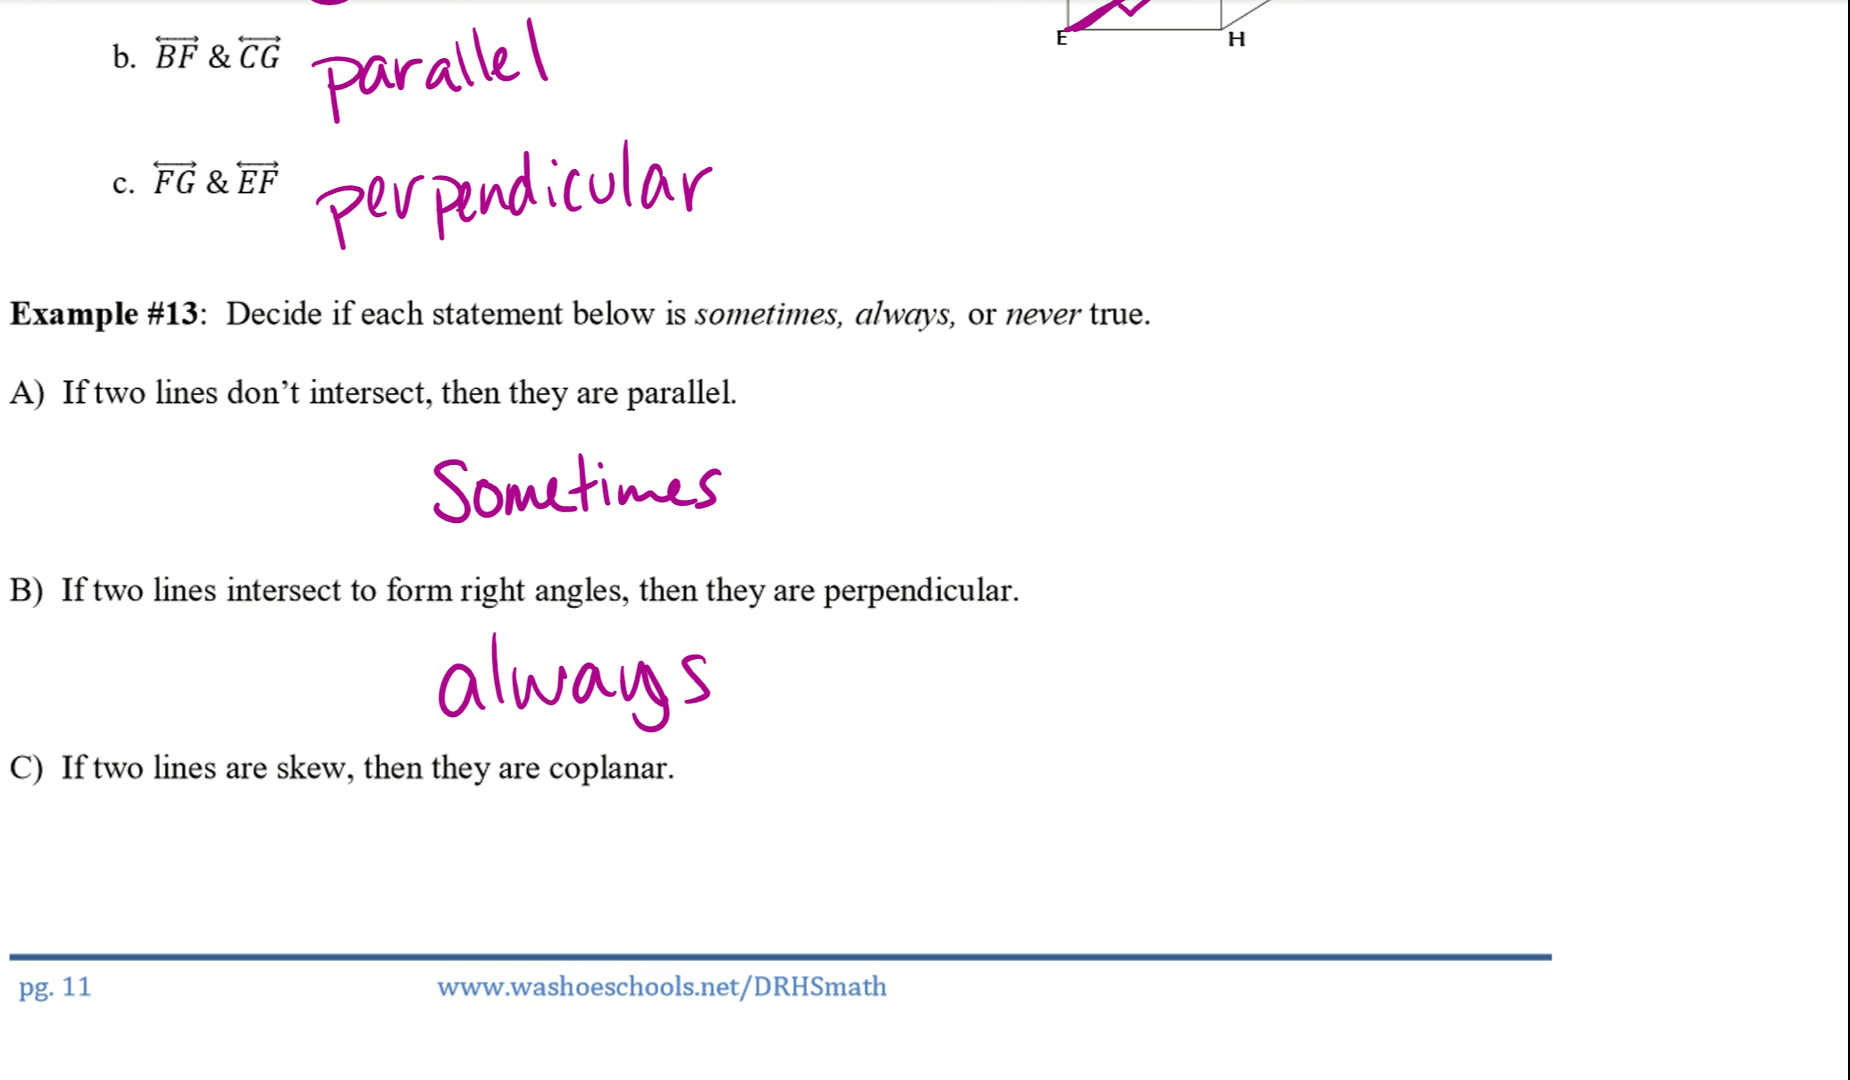 E H
b. BF & CG parallel
c. FG & EF perpendicular
Example #13: Decide if each statement below is sometimes, always, or never true.
A) If two lines don’t intersect, then they are parallel.
Sometimes
B) If two lines intersect to form right angles, then they are perpendicular.
always
C) If two lines are skew, then they are coplanar.
pg. 11 www.washoeschools.net/DRHSmath